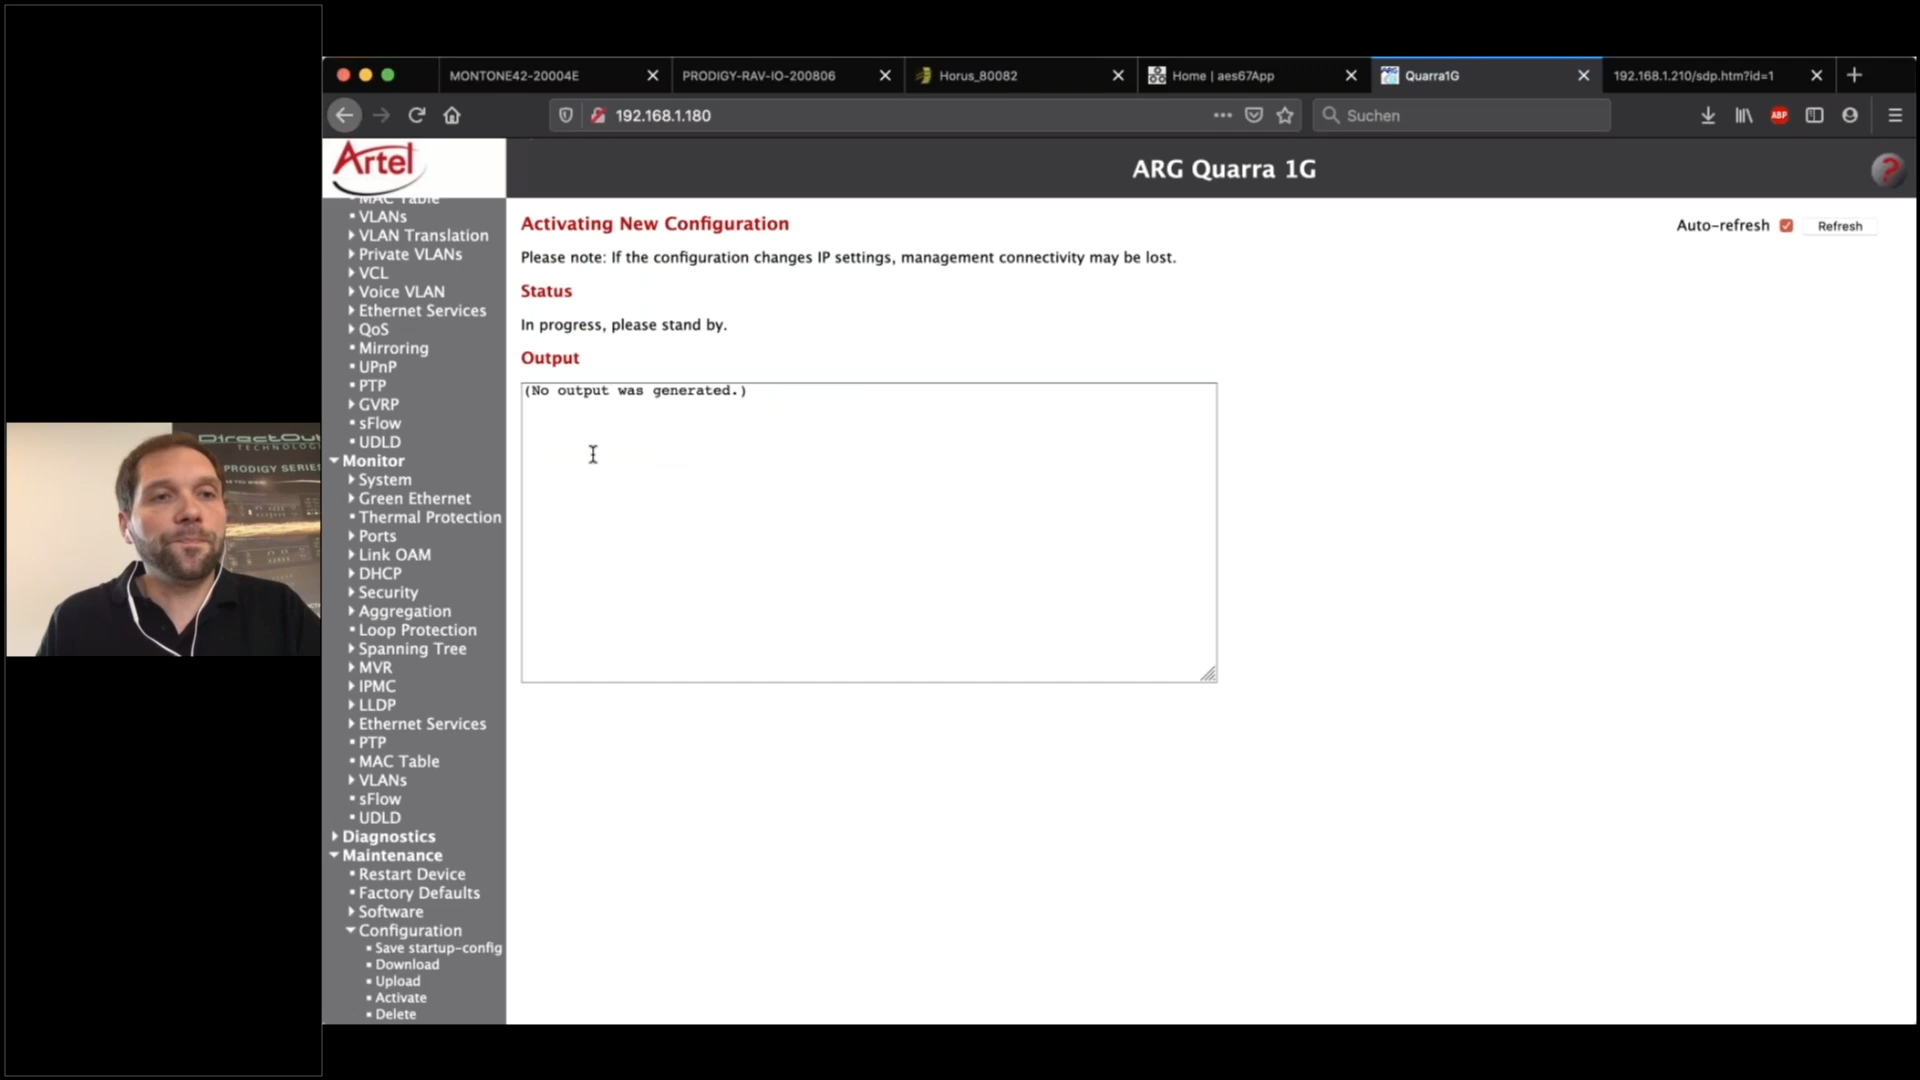 MONTONE42-20004E
PRODIGY-RAV-IO-200806
Horus_80082
Home | aes67App
Quarra1G
192.168.1.210/sdp.htm?id=1
192.168.1.180
Suchen
ABP
Artel
ARG Quarra 1G
MAC Table
VLANs
VLAN Translation
Private VLANs
VCL
Voice VLAN
Ethernet Services
QoS
Mirroring
UPnP
PTP
GVRP
sFlow
UDLD
Monitor
System
Green Ethernet
Thermal Protection
Ports
Link OAM
DHCP
Security
Aggregation
Loop Protection
Spanning Tree
MVR
IPMC
LLDP
Ethernet Services
PTP
MAC Table
VLANs
sFlow
UDLD
Diagnostics
Maintenance
Restart Device
Factory Defaults
Software
Configuration
Save startup-config
Download
Upload
Activate
Delete
Activating New Configuration
Auto-refresh
Refresh
Please note: If the configuration changes IP settings, management connectivity may be lost.
Status
In progress, please stand by.
Output
(No output was generated.)
DirectOut
TECHNOLOG
PRODIGY SERIE